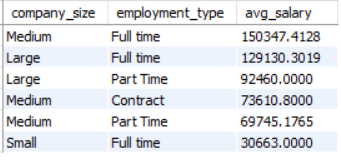 company_size employment_type avg_salary
Medium Full time 150347.4128
Large Full time 129130.3019
Large Part Time 92460.0000
Medium Contract 73610.8000
Medium Part Time 69745.1765
Small Full time 30663.0000